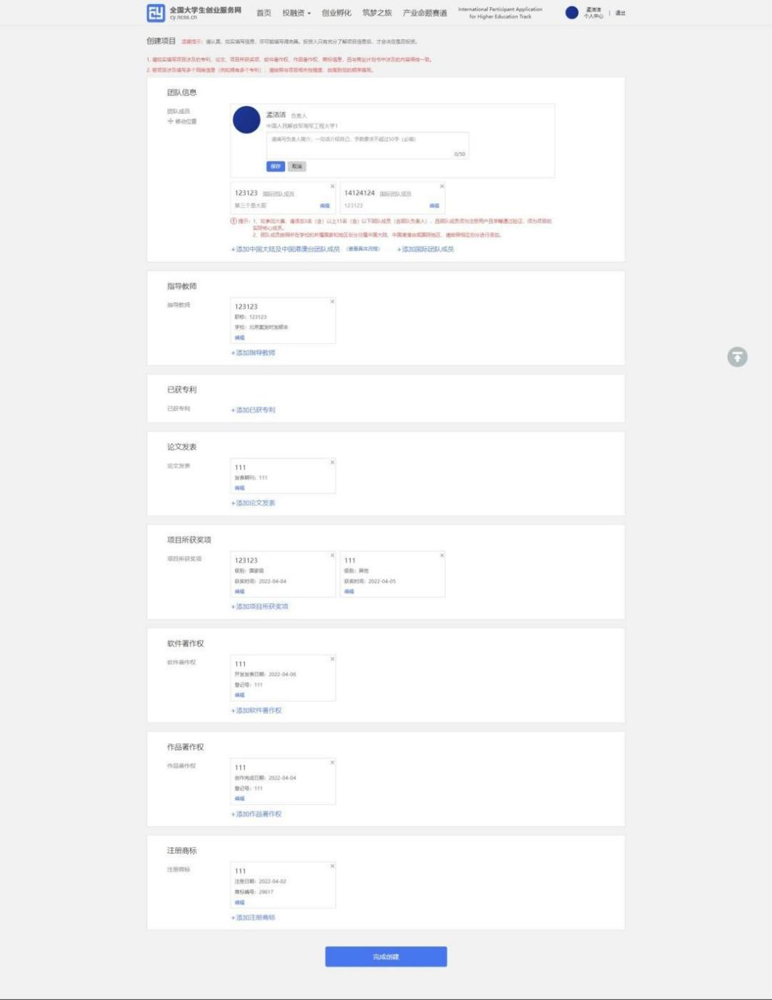 全国大学生创业服务网
cy.ncss.cn
首页
投融资
创业孵化
筑梦之旅
产业命题赛道
International Participant Application
for Higher Education Track
孟洁洁
个人中心
退出
创建项目 温馨提示：请认真、如实填写信息，尽可能填写得完善。投资人只有充分了解项目信息后，才会决定是否投资。
1. 请如实填写项目涉及的专利、论文、项目所获奖项、软件著作权、作品著作权、商标信息，且与商业计划书中涉及的内容保持一致。
2. 若项目涉及填写多个同类信息（例如拥有多个专利），请按照与项目相关性程度，由高到低的顺序填写。
团队信息
团队成员
移动位置
孟洁洁 负责人
中国人民解放军海军工程大学1
请填写负责人简介，一句话介绍自己，字数要求不超过50字（必填）
0/50
保存 取消
123123 国际团队成员
第三个是大哥
编辑
14124124 国际团队成员
123123
编辑
提示：1、如参加大赛，请添加3名（含）以上15名（含）以下团队成员（含团队负责人），且团队成员须为注册用户且学籍通过验证，须为项目的
实际核心成员。
2、团队成员按照所在学校的所属国家和地区划分归属中国大陆、中国港澳台或国际地区，请按照相应划分进行添加。
+添加中国大陆及中国港澳台团队成员 （查看具体流程） +添加国际团队成员
指导教师
指导教师
123123
职称：123123
编辑
+添加指导教师
已获专利
已获专利
+添加已获专利
论文发表
论文发表
111
发表期刊：111
编辑
+添加论文发表
项目所获奖项
项目所获奖项
123123
级别：国家级
获奖时间：2022-04-04
编辑
111
级别：其他
获奖时间：2022-04-05
编辑
+添加项目所获奖项
软件著作权
软件著作权
111
开发发表日期：2022-04-06
登记号：111
编辑
+添加软件著作权
作品著作权
作品著作权
111
创作完成日期：2022-04-04
登记号：111
编辑
+添加作品著作权
注册商标
注册商标
111
注册日期：2022-04-02
商标编号：29617
编辑
+添加注册商标
完成创建